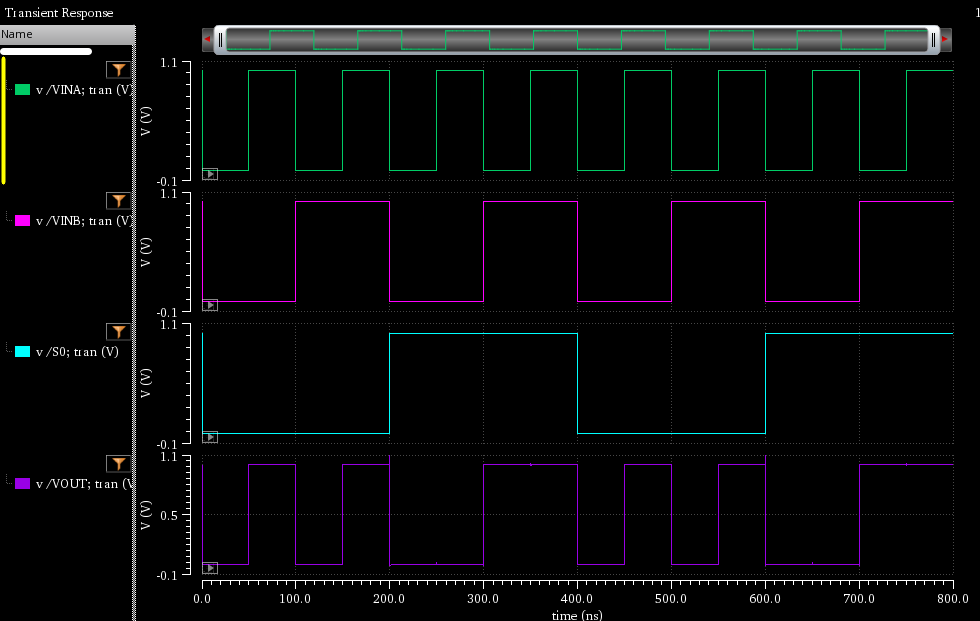 Transient Response
1
Name
1.1
v /VINA; tran (V)
V (V)
-0.1
1.1
v /VINB; tran (V)
V (V)
-0.1
1.1
v /S0; tran (V)
V (V)
-0.1
1.1
v /VOUT; tran (V
V (V)
0.5
-0.1
0.0 100.0 200.0 300.0 400.0 500.0 600.0 700.0 800.0
time (ns)